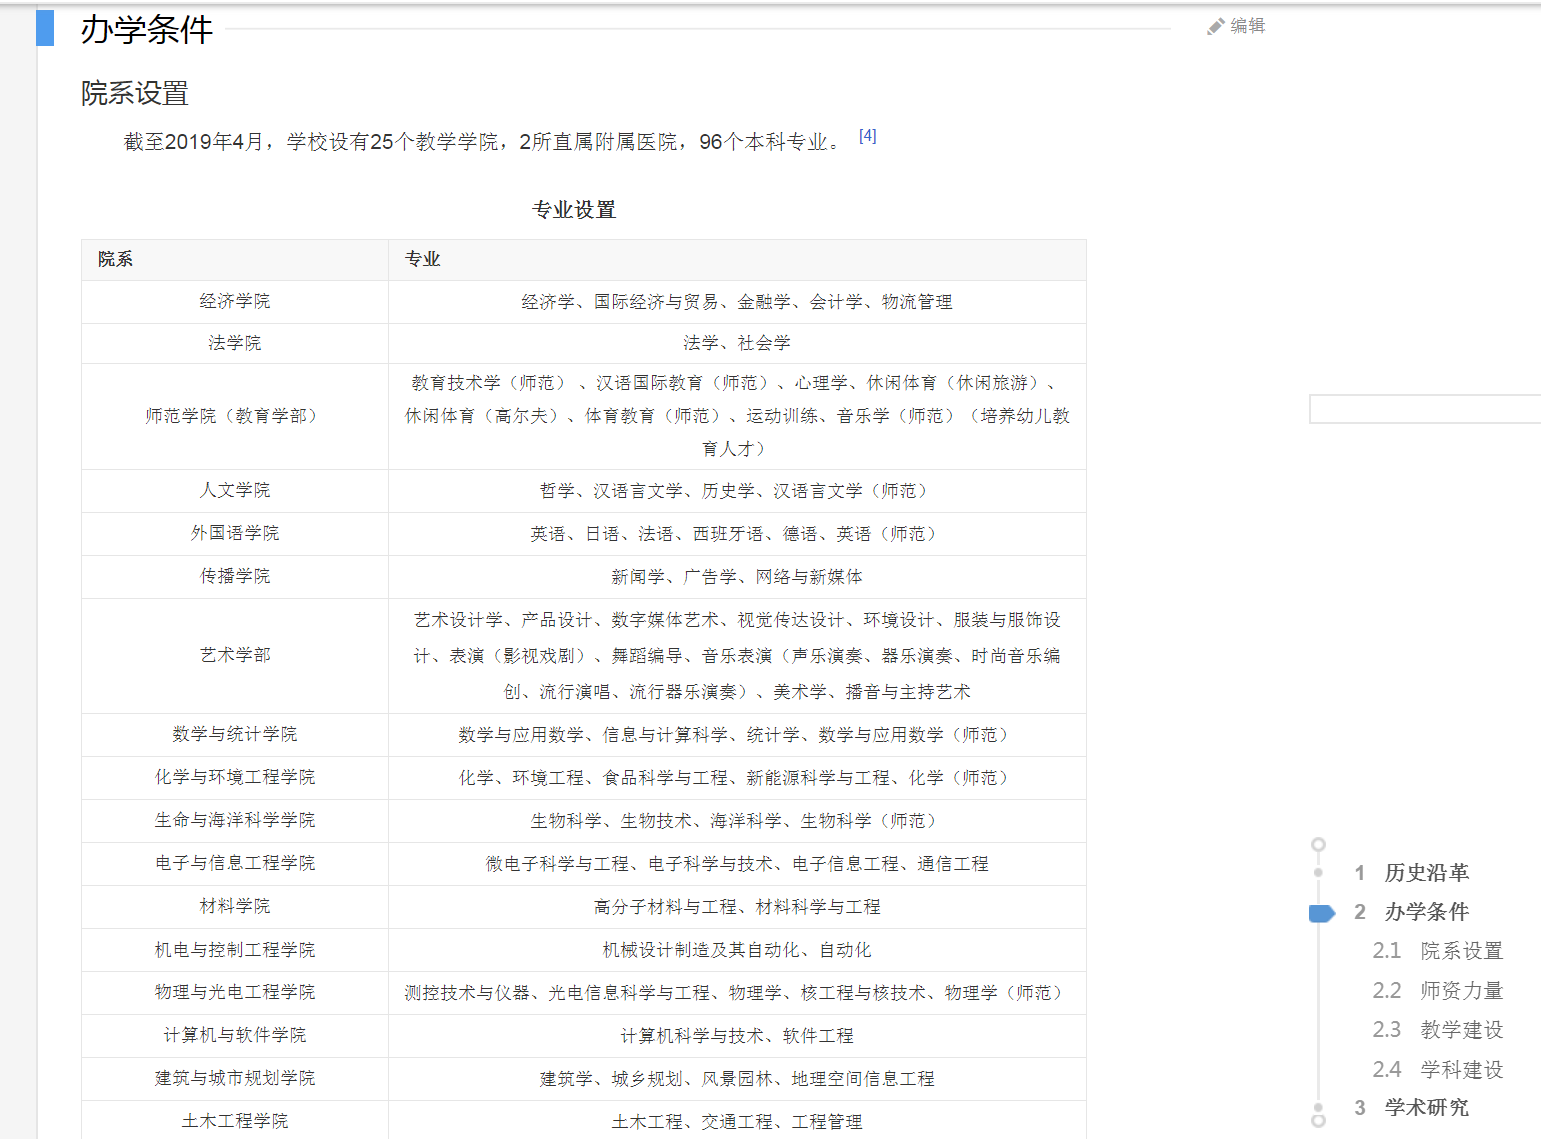 办学条件
编辑
院系设置
截至2019年4月，学校设有25个教学学院，2所直属附属医院，96个本科专业。 [4]
专业设置
院系 专业
经济学院 经济学、国际经济与贸易、金融学、会计学、物流管理
法学院 法学、社会学
师范学院（教育学部） 教育技术学（师范）、汉语国际教育（师范）、心理学、休闲体育（休闲旅游）、
休闲体育（高尔夫）、体育教育（师范）、运动训练、音乐学（师范）（培养幼儿教
育人才）
人文学院 哲学、汉语言文学、历史学、汉语言文学（师范）
外国语学院 英语、日语、法语、西班牙语、德语、英语（师范）
传播学院 新闻学、广告学、网络与新媒体
艺术学部 艺术设计学、产品设计、数字媒体艺术、视觉传达设计、环境设计、服装与服饰设
计、表演（影视戏剧）、舞蹈编导、音乐表演（声乐演奏、器乐演奏、时尚音乐编
创、流行演唱、流行器乐演奏）、美术学、播音与主持艺术
数学与统计学院 数学与应用数学、信息与计算科学、统计学、数学与应用数学（师范）
化学与环境工程学院 化学、环境工程、食品科学与工程、新能源科学与工程、化学（师范）
生命与海洋科学学院 生物科学、生物技术、海洋科学、生物科学（师范）
电子与信息工程学院 微电子科学与工程、电子科学与技术、电子信息工程、通信工程
材料学院 高分子材料与工程、材料科学与工程
机电与控制工程学院 机械设计制造及其自动化、自动化
物理与光电工程学院 测控技术与仪器、光电信息科学与工程、物理学、核工程与核技术、物理学（师范）
计算机与软件学院 计算机科学与技术、软件工程
建筑与城市规划学院 建筑学、城乡规划、风景园林、地理空间信息工程
土木工程学院 土木工程、交通工程、工程管理
1 历史沿革
2 办学条件
2.1 院系设置
2.2 师资力量
2.3 教学建设
2.4 学科建设
3 学术研究